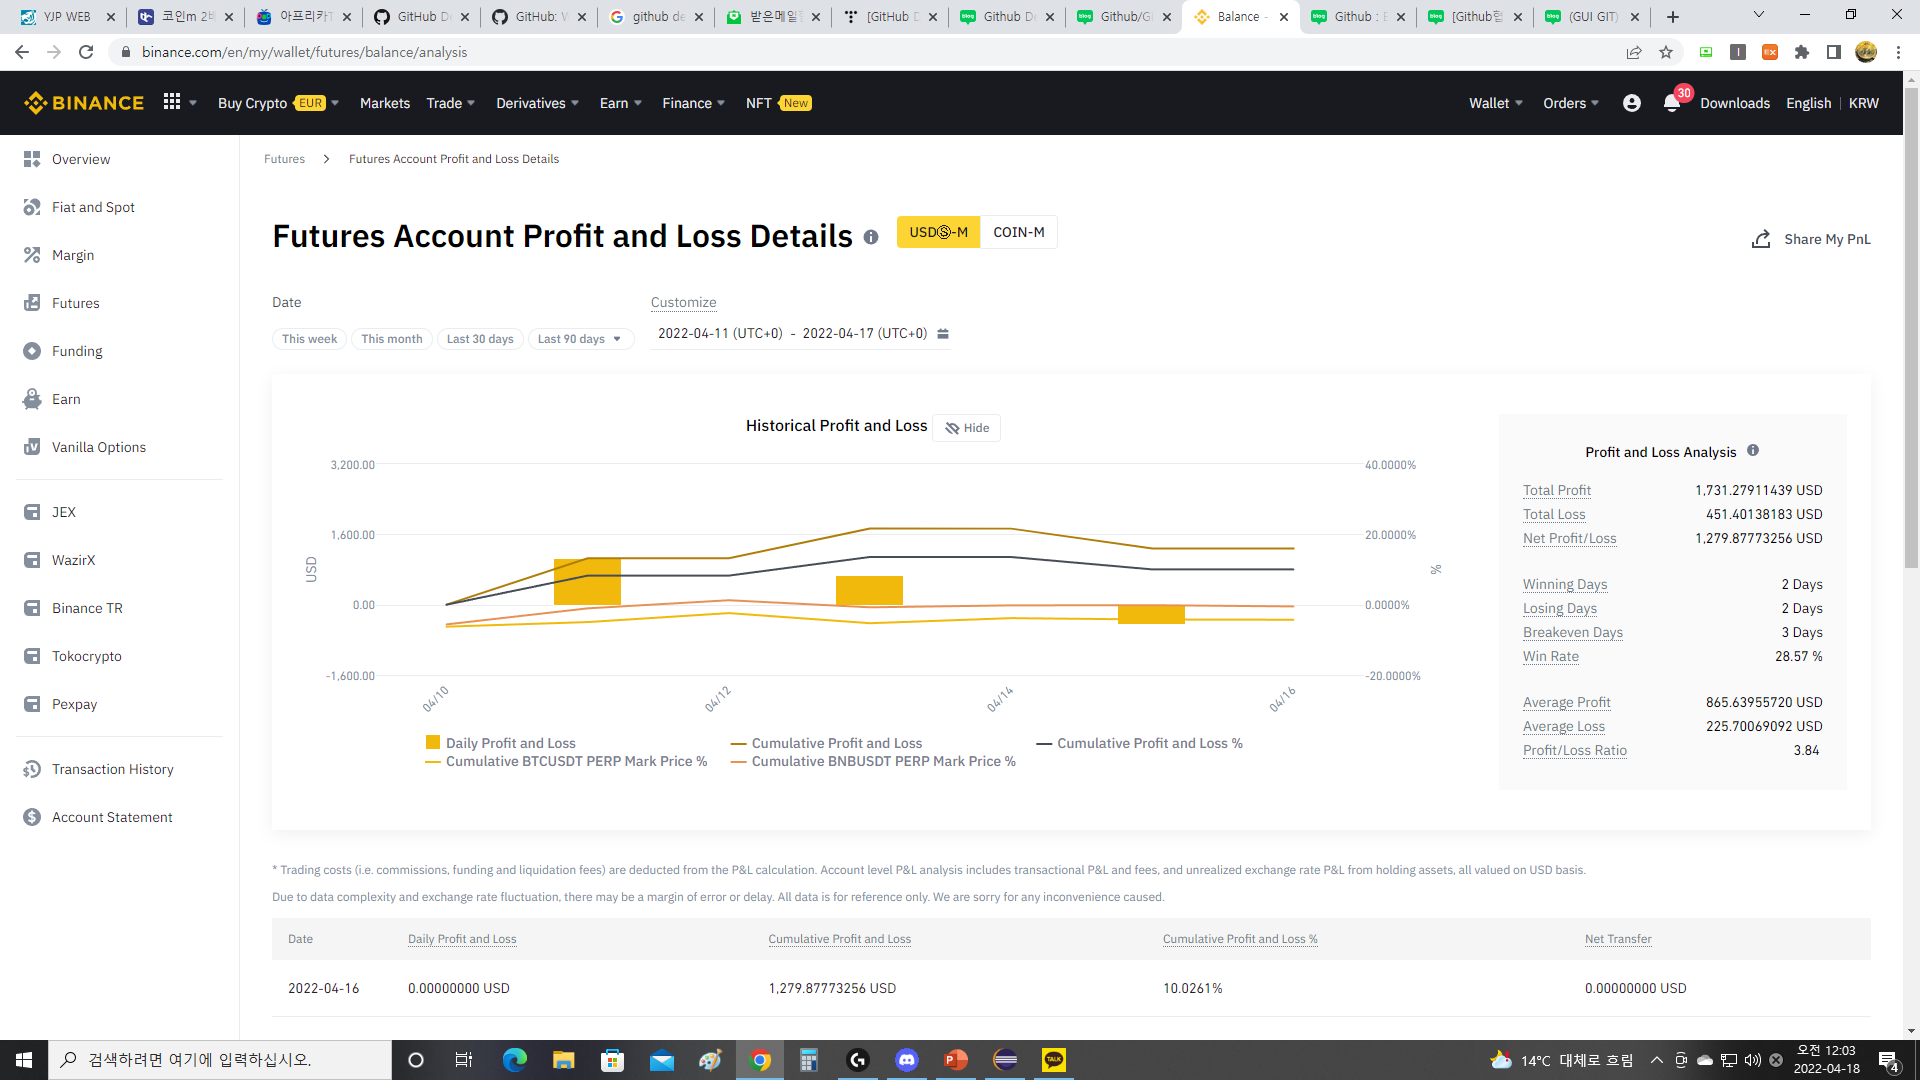 YJP WEB
코인m 2배
아프리카T
GitHub De
GitHub: W
github de
받은메일함
[GitHub D
Github De
Github/GI
Balance -
Github : E
[Github협
(GUI GIT)
binance.com/en/my/wallet/futures/balance/analysis
BINANCE
Buy Crypto EUR
Markets
Trade
Derivatives
Earn
Finance
NFT New
Wallet
Orders
30
Downloads
English
KRW
Overview
Fiat and Spot
Margin
Futures
Funding
Earn
Vanilla Options
JEX
WazirX
Binance TR
Tokocrypto
Pexpay
Transaction History
Account Statement
Futures > Futures Account Profit and Loss Details
Futures Account Profit and Loss Details
USDⓈ-M
COIN-M
Share My PnL
Date
Customize
This week
This month
Last 30 days
Last 90 days
2022-04-11 (UTC+0) - 2022-04-17 (UTC+0)
Historical Profit and Loss
Hide
3,200.00
1,600.00
0.00
-1,600.00
USD
40.0000%
20.0000%
0.0000%
-20.0000%
%
04/10
04/12
04/14
04/16
Daily Profit and Loss
Cumulative Profit and Loss
Cumulative Profit and Loss %
Cumulative BTCUSDT PERP Mark Price %
Cumulative BNBUSDT PERP Mark Price %
Profit and Loss Analysis
Total Profit 1,731.27911439 USD
Total Loss 451.40138183 USD
Net Profit/Loss 1,279.87773256 USD
Winning Days 2 Days
Losing Days 2 Days
Breakeven Days 3 Days
Win Rate 28.57 %
Average Profit 865.63955720 USD
Average Loss 225.70069092 USD
Profit/Loss Ratio 3.84
* Trading costs (i.e. commissions, funding and liquidation fees) are deducted from the P&L calculation. Account level P&L analysis includes transactional P&L and fees, and unrealized exchange rate P&L from holding assets, all valued on USD basis.
Due to data complexity and exchange rate fluctuation, there may be a margin of error or delay. All data is for reference only. We are sorry for any inconvenience caused.
Date Daily Profit and Loss Cumulative Profit and Loss Cumulative Profit and Loss % Net Transfer
2022-04-16 0.00000000 USD 1,279.87773256 USD 10.0261% 0.00000000 USD
검색하려면 여기에 입력하십시오.
TALK
14°C 대체로 흐림
오전 12:03
2022-04-18
4